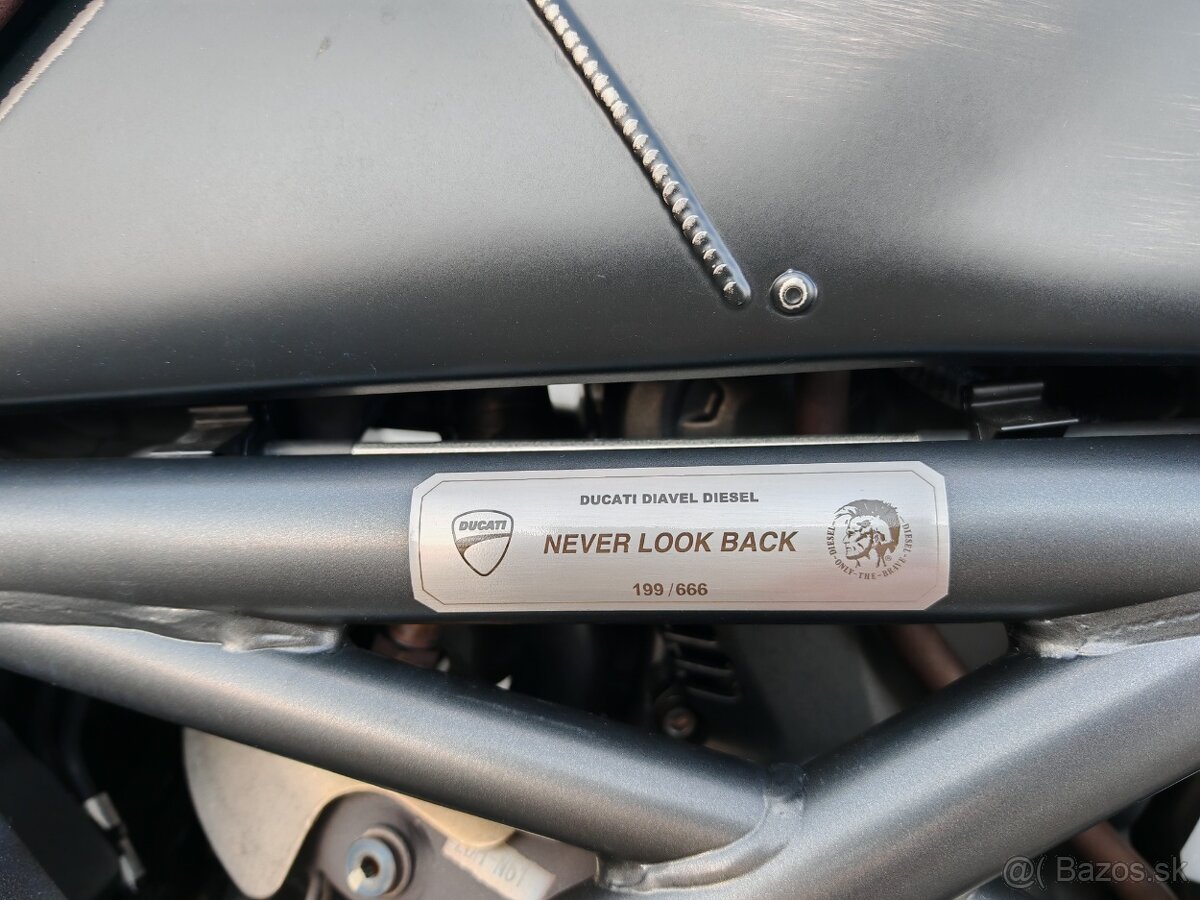 DUCATI DIAVEL DIESEL
DUCATI
NEVER LOOK BACK
DIESEL-ONLY-THE-BRAVE-DIESEL
®
199/666
@( Bazos.sk